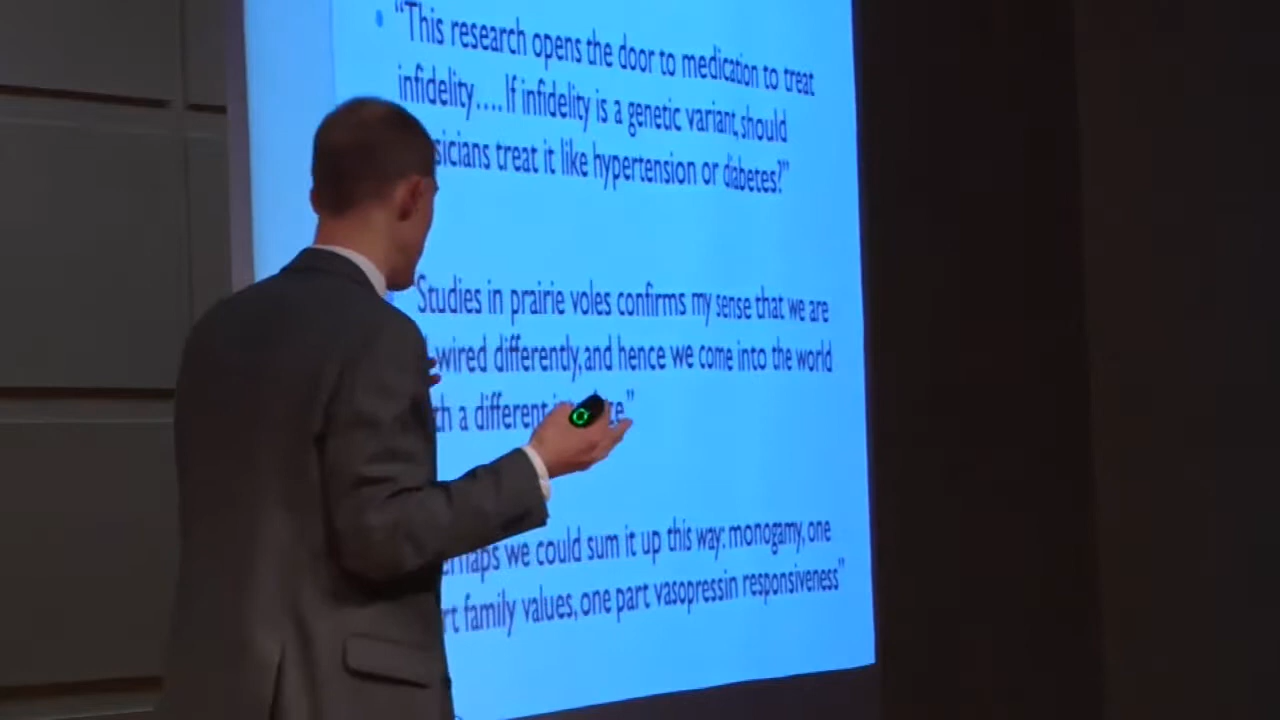 “This research opens the door to medication to treat
infidelity…. If infidelity is a genetic variant, should
sicians treat it like hypertension or diabetes?”
Studies in prairie voles confirms my sense that we are
wired differently, and hence we come into the world
a different
we could sum it up this way: monogamy, one
family values, one part vasopressin responsiveness”